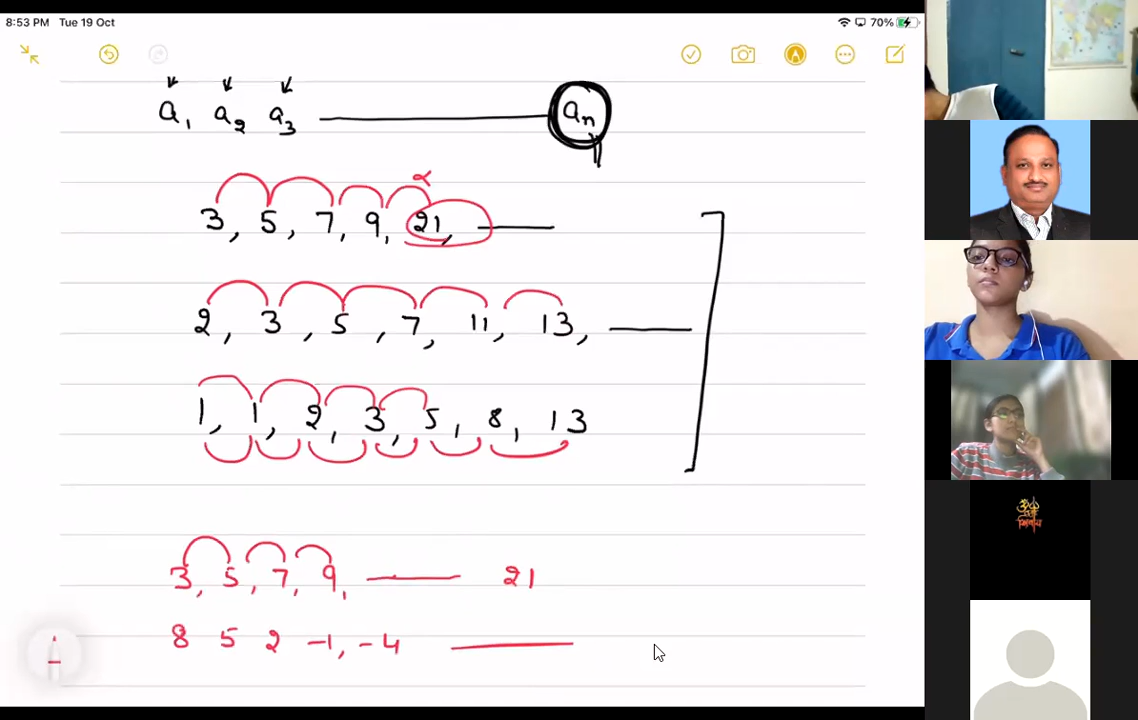 8:53 PM Tue 19 Oct 70%
a₁ a₂ a₃ ——— aₙ
3, 5, 7, 9, 21, ———
2, 3, 5, 7, 11, 13, ———
1, 1, 2, 3, 5, 8, 13
3, 5, 7, 9, ——— 21
8 5 2 -1, -4 ———